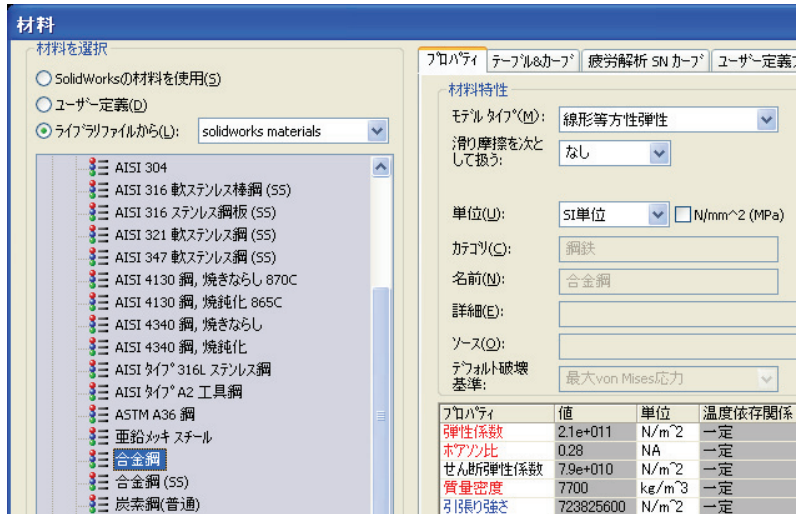 材料
材料を選択
SolidWorksの材料を使用(S)
ユーザー定義(D)
ライブラリファイルから(L): solidworks materials
AISI 304
AISI 316 軟ステンレス棒鋼 (SS)
AISI 316 ステンレス鋼板 (SS)
AISI 321 軟ステンレス鋼 (SS)
AISI 347 軟ステンレス鋼 (SS)
AISI 4130 鋼, 焼きならし 870C
AISI 4130 鋼, 焼鈍化 865C
AISI 4340 鋼, 焼きならし
AISI 4340 鋼, 焼鈍化
AISI タイプ 316L ステンレス鋼
AISI タイプ A2 工具鋼
ASTM A36 鋼
亜鉛メッキ スチール
合金鋼
合金鋼 (SS)
炭素鋼(普通)
プロパティ テーブル&カーブ 疲労解析 SN カーブ ユーザー定義
材料特性
モデル タイプ(M): 線形等方性弾性
滑り摩擦を次と
して扱う: なし
単位(U): SI単位 N/mm^2 (MPa)
カテゴリ(C): 鋼鉄
名前(N): 合金鋼
詳細(E):
ソース(O):
デフォルト破壊
基準: 最大von Mises応力
プロパティ 値 単位 温度依存関係
弾性係数 2.1e+011 N/m^2 一定
ポアソン比 0.28 NA 一定
せん断弾性係数 7.9e+010 N/m^2 一定
質量密度 7700 kg/m^3 一定
引張り強さ 723825600 N/m^2 一定